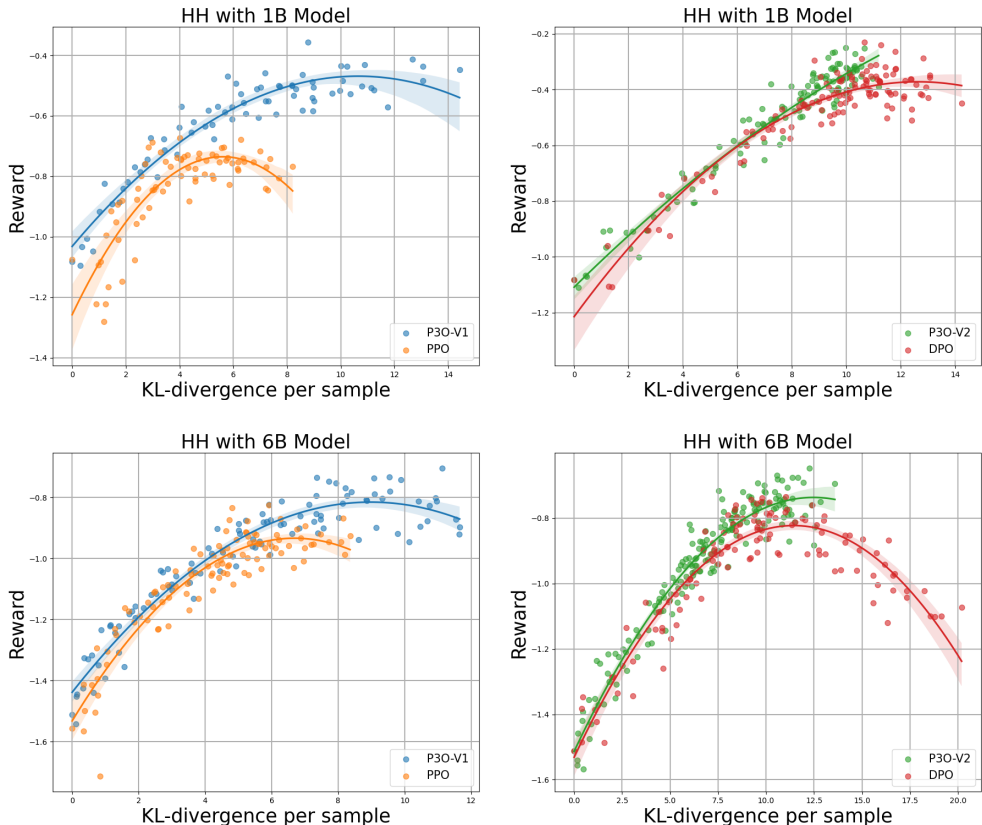 HH with 1B Model
Reward
−0.4
−0.6
−0.8
−1.0
−1.2
−1.4
0 2 4 6 8 10 12 14
KL-divergence per sample
P3O-V1
PPO
HH with 1B Model
Reward
−0.2
−0.4
−0.6
−0.8
−1.0
−1.2
0 2 4 6 8 10 12 14
KL-divergence per sample
P3O-V2
DPO
HH with 6B Model
Reward
−0.8
−1.0
−1.2
−1.4
−1.6
0 2 4 6 8 10 12
KL-divergence per sample
P3O-V1
PPO
HH with 6B Model
Reward
−0.8
−1.0
−1.2
−1.4
−1.6
0.0 2.5 5.0 7.5 10.0 12.5 15.0 17.5 20.0
KL-divergence per sample
P3O-V2
DPO